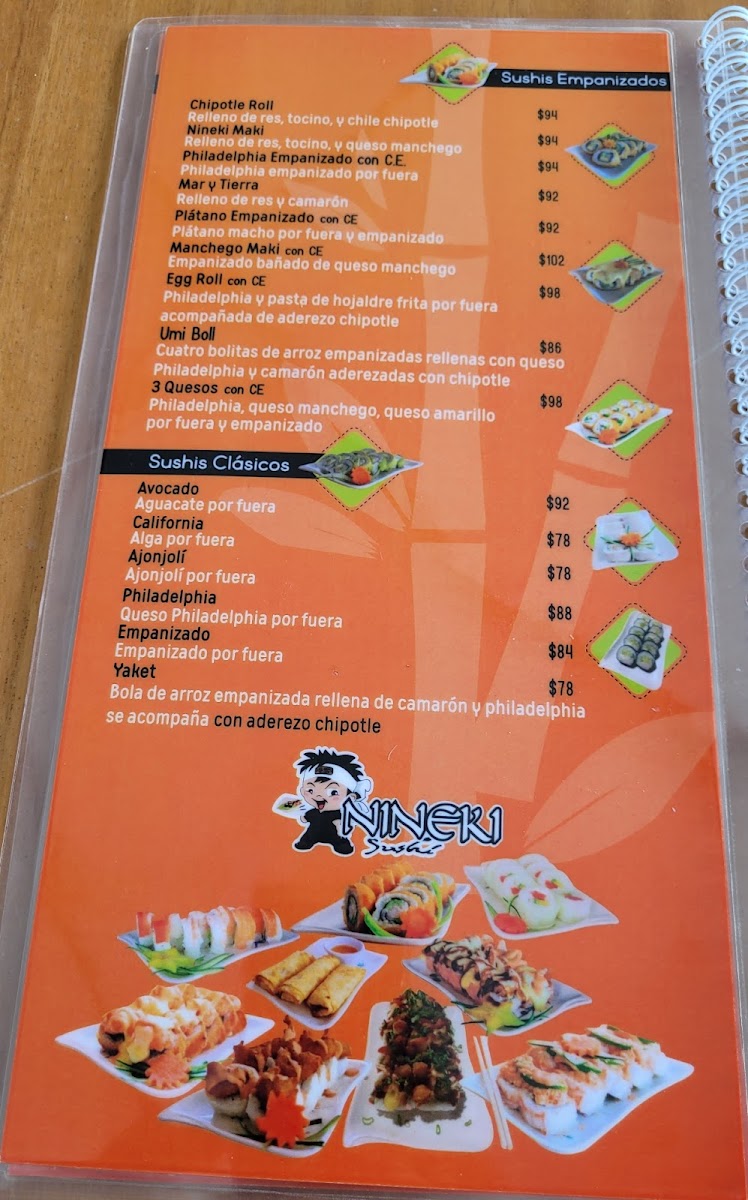 Sushis Empanizados
Chipotle Roll
Relleno de res, tocino, y chile chipotle $94
Nineki Maki
Relleno de res, tocino, y queso manchego $94
Philadelphia Empanizado con C.E.
Philadelphia empanizado por fuera $94
Mar y Tierra
Relleno de res y camarón $92
Plátano Empanizado con CE
Plátano macho por fuera y empanizado $92
Manchego Maki con CE
Empanizado bañado de queso manchego $102
Egg Roll con CE
Philadelphia y pasta de hojaldre frita por fuera $98
acompañada de aderezo chipotle
Umi Boll
Cuatro bolitas de arroz empanizadas rellenas con queso $86
Philadelphia y camarón aderezadas con chipotle
3 Quesos con CE
Philadelphia, queso manchego, queso amarillo $98
por fuera y empanizado
Sushis Clásicos
Avocado
Aguacate por fuera $92
California
Alga por fuera $78
Ajonjolí
Ajonjolí por fuera $78
Philadelphia
Queso Philadelphia por fuera $88
Empanizado
Empanizado por fuera $84
Yaket
Bola de arroz empanizada rellena de camarón y philadelphia $78
se acompaña con aderezo chipotle
NINEKI
Sushi